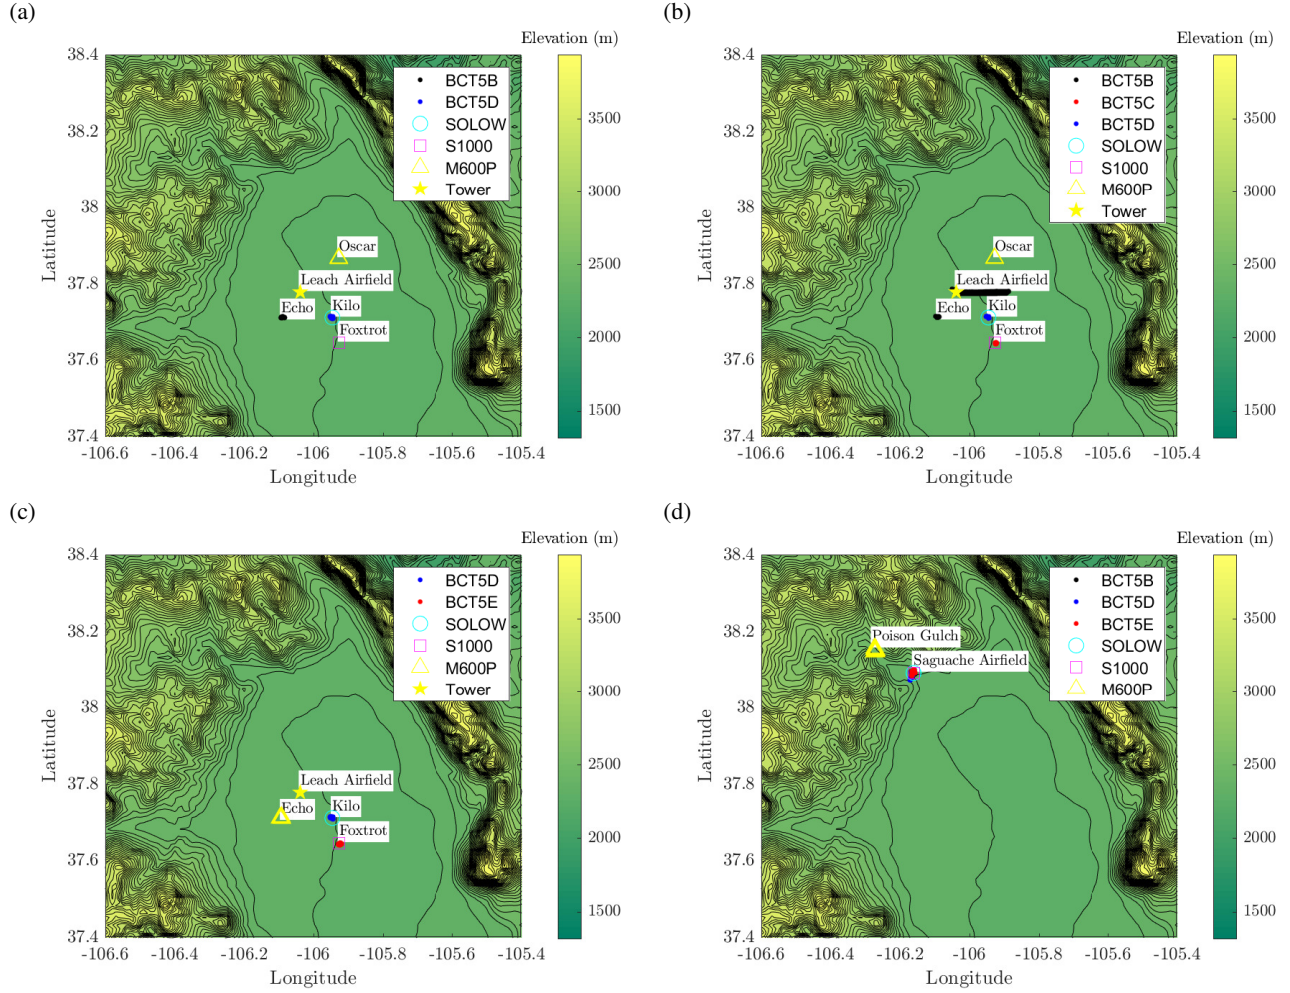 (a)
Elevation (m)
38.4
38.2
38
37.8
37.6
37.4
-106.6
-106.4
-106.2
-106
-105.8
-105.6
-105.4
Latitude
Longitude
BCT5B
BCT5D
SOLOW
S1000
M600P
Tower
Oscar
Leach Airfield
Echo
Kilo
Foxtrot
3500
3000
2500
2000
1500
(b)
Elevation (m)
38.4
38.2
38
37.8
37.6
37.4
-106.6
-106.4
-106.2
-106
-105.8
-105.6
-105.4
Latitude
Longitude
BCT5B
BCT5C
BCT5D
SOLOW
S1000
M600P
Tower
Oscar
Leach Airfield
Echo
Kilo
Foxtrot
3500
3000
2500
2000
1500
(c)
Elevation (m)
38.4
38.2
38
37.8
37.6
37.4
-106.6
-106.4
-106.2
-106
-105.8
-105.6
-105.4
Latitude
Longitude
BCT5D
BCT5E
SOLOW
S1000
M600P
Tower
Leach Airfield
Echo
Kilo
Foxtrot
3500
3000
2500
2000
1500
(d)
Elevation (m)
38.4
38.2
38
37.8
37.6
37.4
-106.6
-106.4
-106.2
-106
-105.8
-105.6
-105.4
Latitude
Longitude
BCT5B
BCT5D
BCT5E
SOLOW
S1000
M600P
Poison Gulch
Saguache Airfield
3500
3000
2500
2000
1500